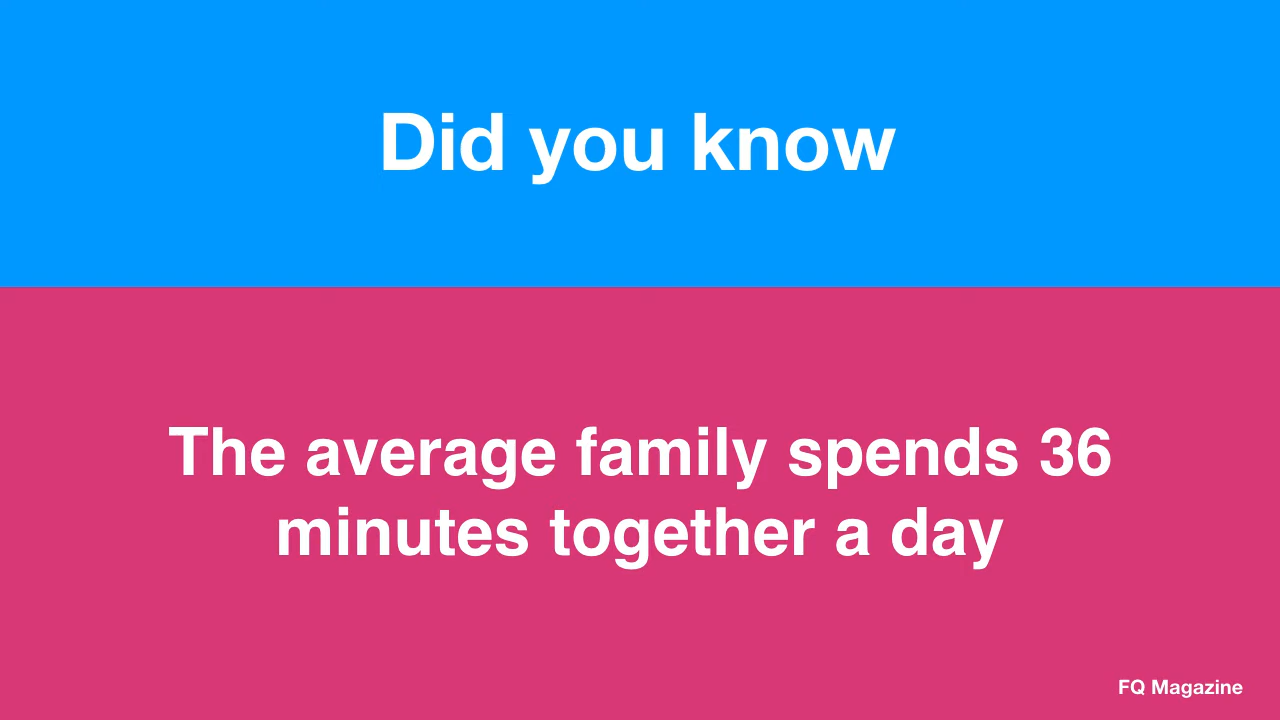 Did you know
The average family spends 36
minutes together a day
FQ Magazine